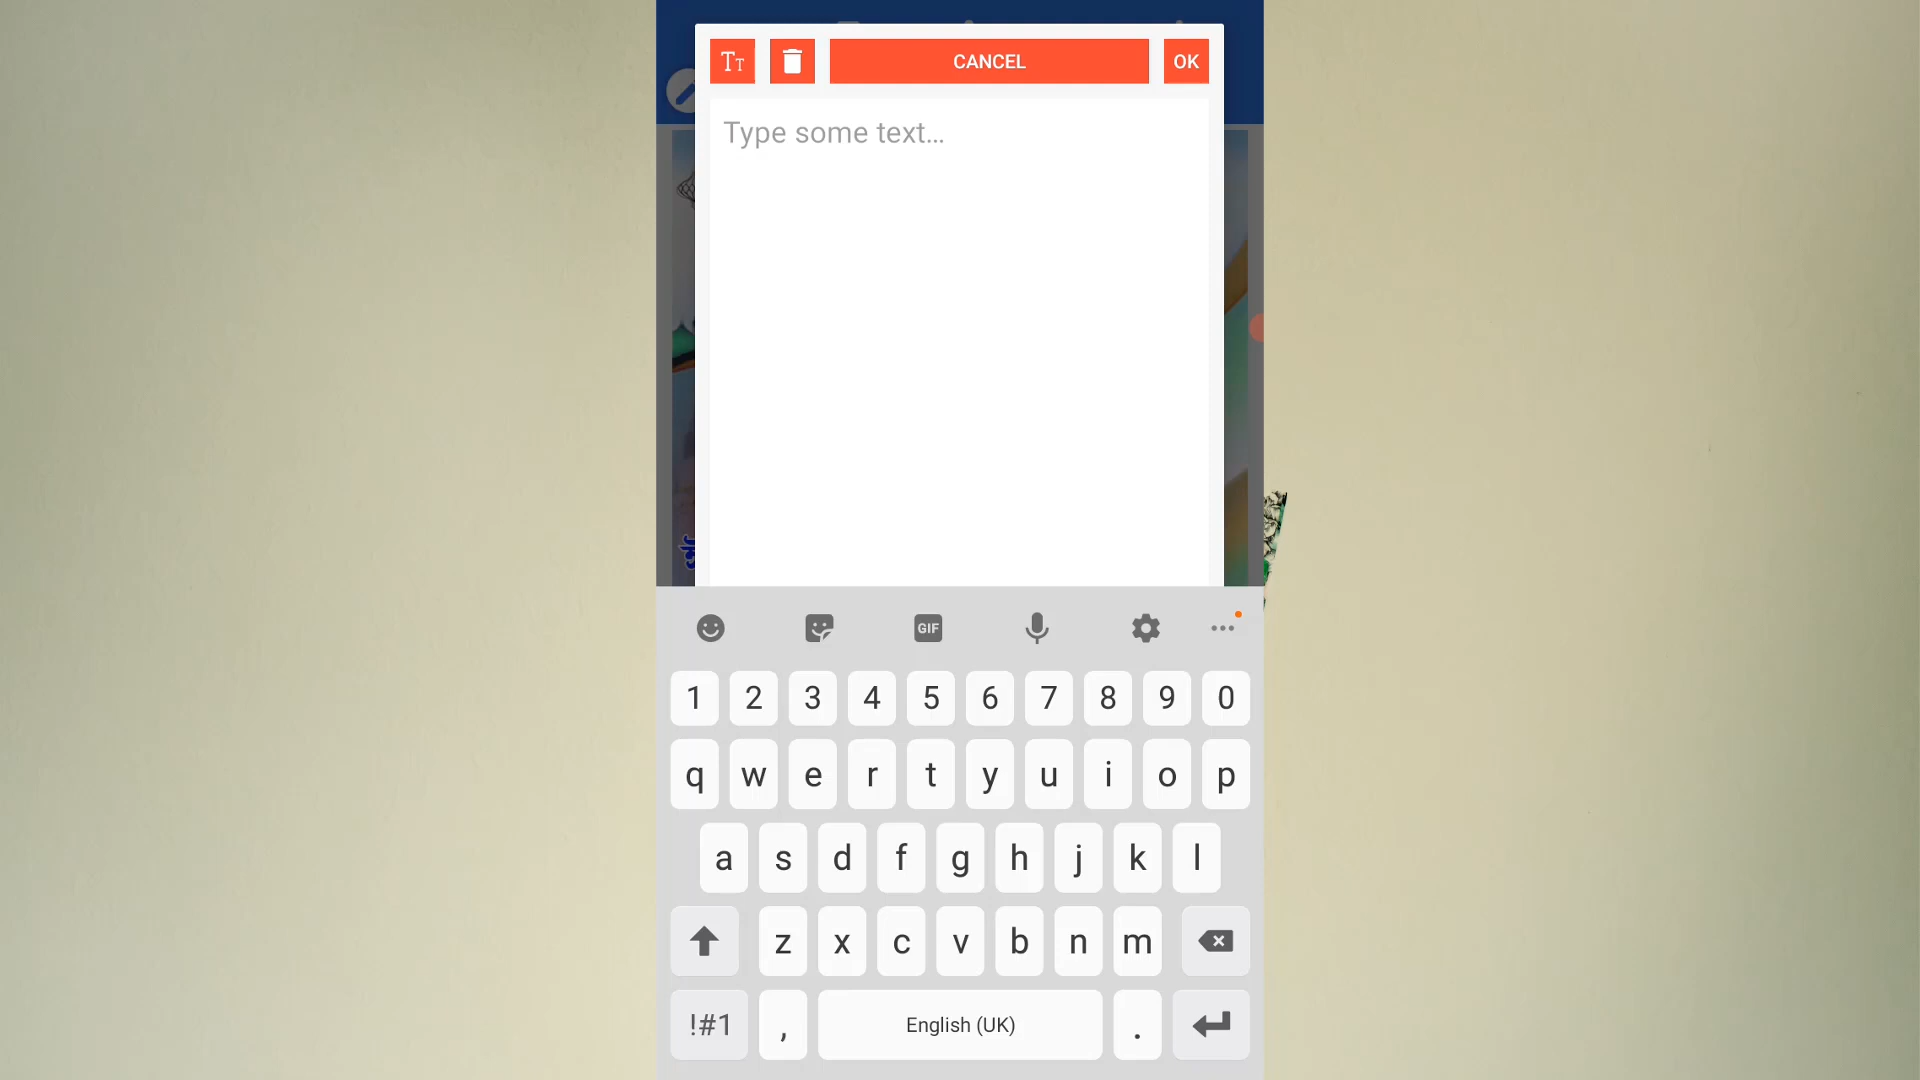 Tт CANCEL OK
Type some text...
GIF
1 2 3 4 5 6 7 8 9 0
q w e r t y u i o p
a s d f g h j k l
z x c v b n m
!#1 , English (UK) .